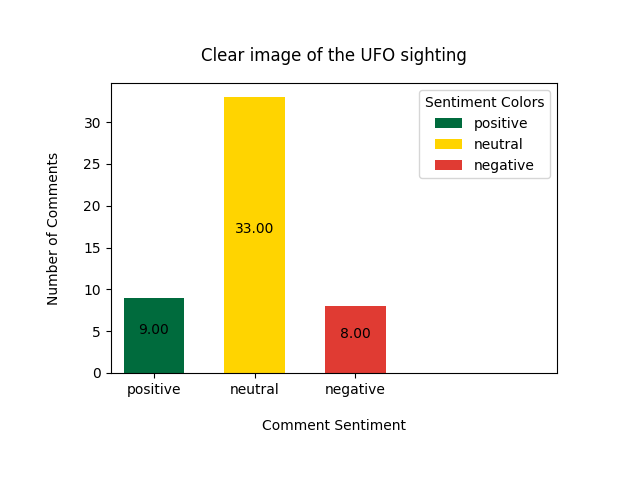 Clear image of the UFO sighting
Number of Comments
30
25
20
15
10
5
0
9.00
33.00
8.00
Sentiment Colors
positive
neutral
negative
positive
neutral
negative
Comment Sentiment